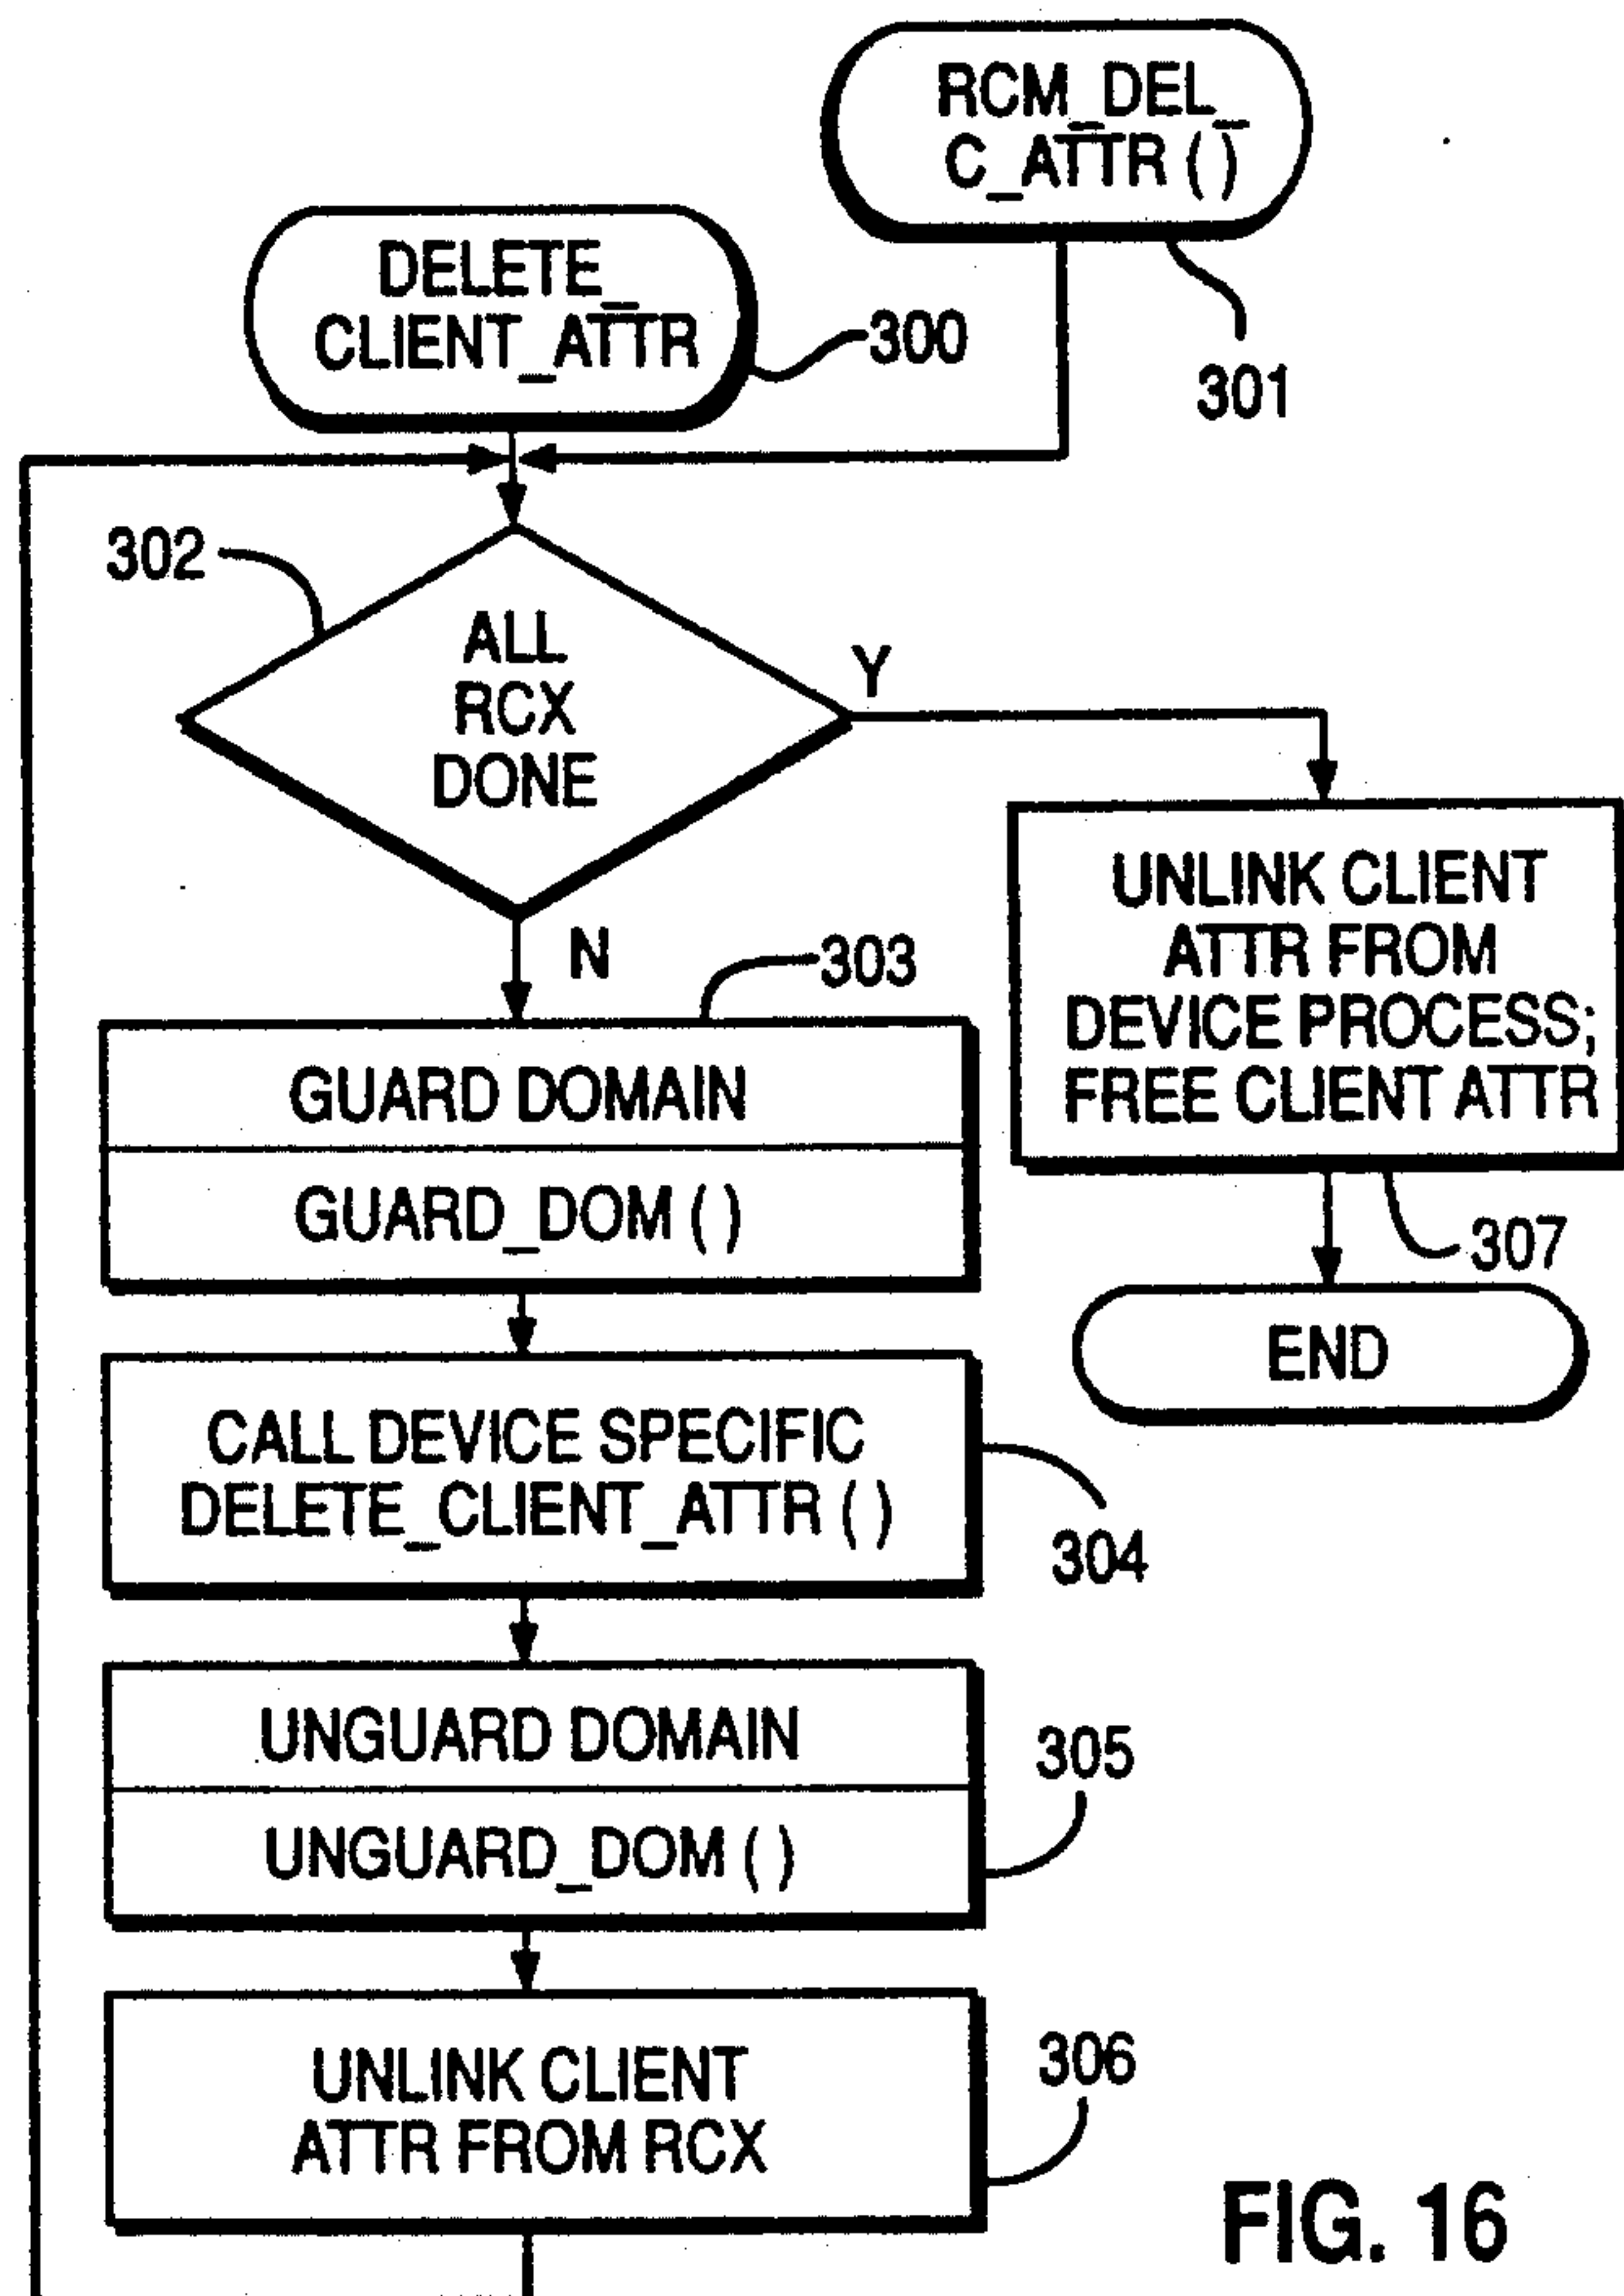 RCM_DEL_
C_ATTR ( )
301
DELETE_
CLIENT_ATTR
300
302
ALL
RCX
DONE
Y
N
UNLINK CLIENT
ATTR FROM
DEVICE PROCESS;
FREE CLIENT ATTR
307
END
303
GUARD DOMAIN
GUARD_DOM ( )
CALL DEVICE SPECIFIC
DELETE_CLIENT_ATTR ( )
304
UNGUARD DOMAIN
UNGUARD_DOM ( )
305
UNLINK CLIENT
ATTR FROM RCX
306
FIG. 16